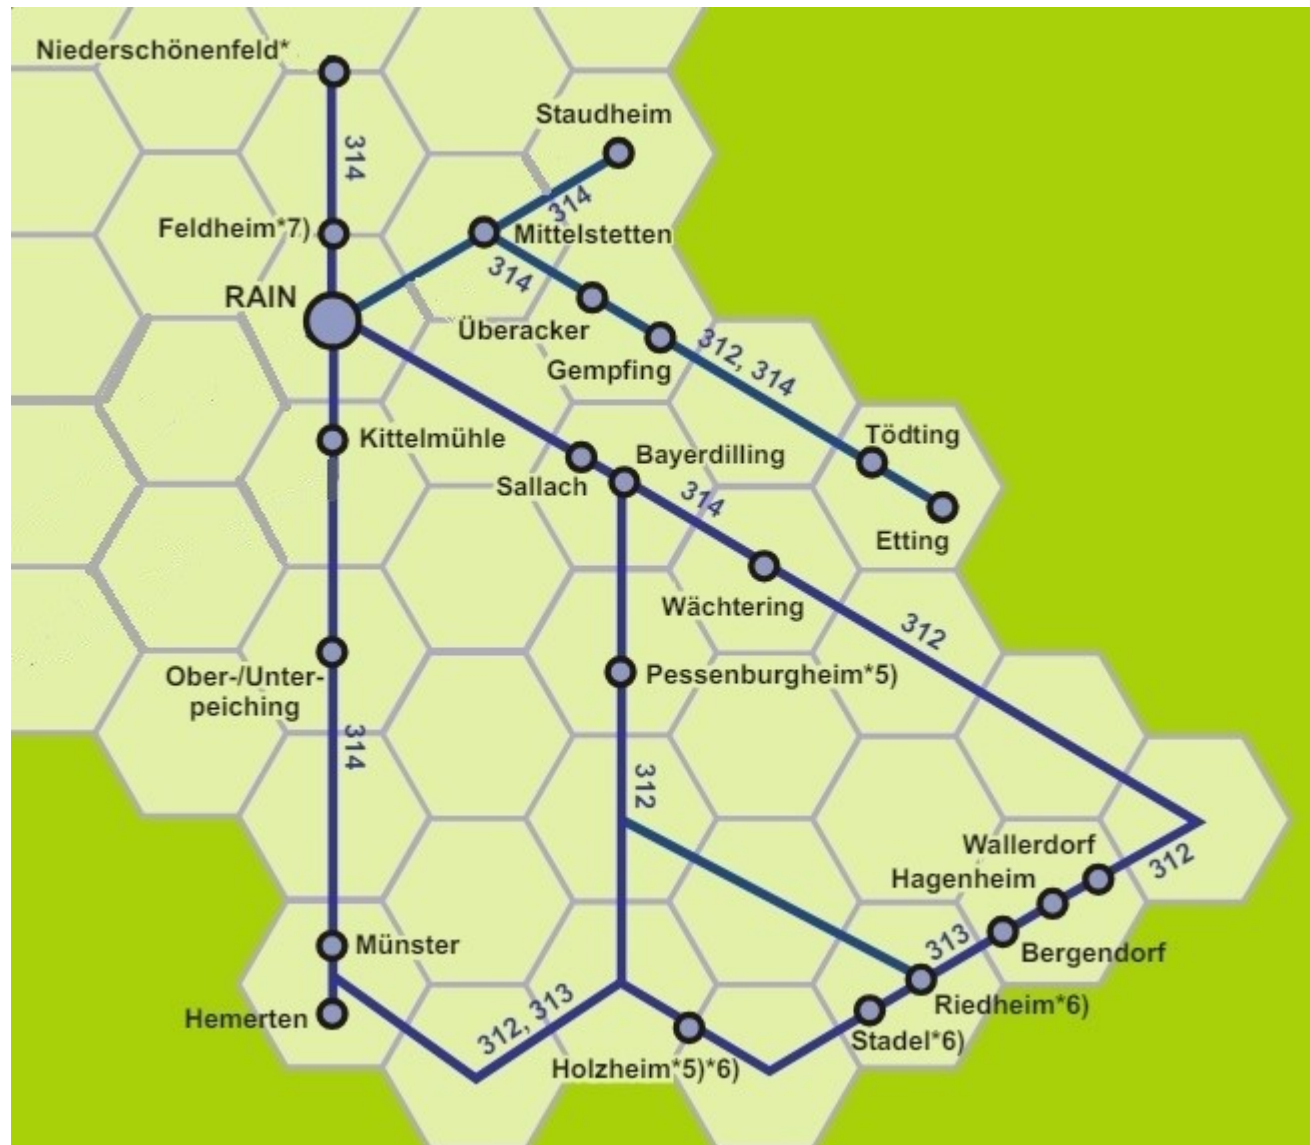 Niederschönenfeld*
Staudheim
314
314
Feldheim*7)
Mittelstetten
314
RAIN
Überacker
312, 314
Gempfing
Kittelmühle
Tödting
Bayerdilling
Sallach
314
Etting
Wächtering
312
Ober-/Unter-
peiching
Pessenburgheim*5)
314
312
Wallerdorf
312
Hagenheim
Münster
313
Bergendorf
Hemerten
312, 313
Riedheim*6)
Stadel*6)
Holzheim*5)*6)